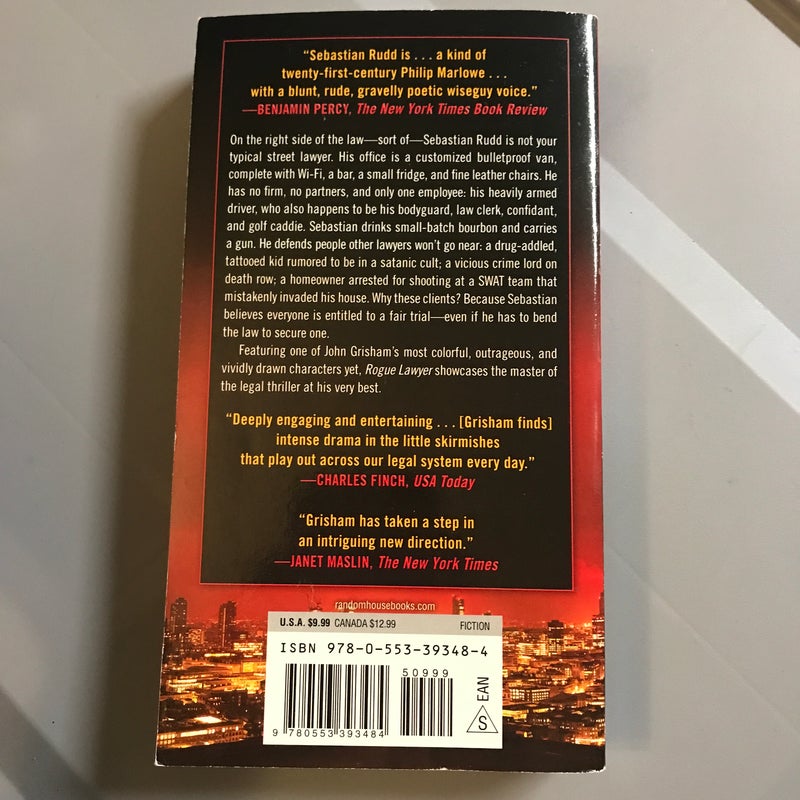 “Sebastian Rudd is . . . a kind of
twenty-first-century Philip Marlowe . . .
with a blunt, rude, gravelly poetic wiseguy voice.”
—BENJAMIN PERCY, The New York Times Book Review
On the right side of the law—sort of—Sebastian Rudd is not your
typical street lawyer. His office is a customized bulletproof van,
complete with Wi-Fi, a bar, a small fridge, and fine leather chairs. He
has no firm, no partners, and only one employee: his heavily armed
driver, who also happens to be his bodyguard, law clerk, confidant,
and golf caddie. Sebastian drinks small-batch bourbon and carries
a gun. He defends people other lawyers won’t go near: a drug-addled,
tattooed kid rumored to be in a satanic cult; a vicious crime lord on
death row; a homeowner arrested for shooting at a SWAT team that
mistakenly invaded his house. Why these clients? Because Sebastian
believes everyone is entitled to a fair trial—even if he has to bend
the law to secure one.
Featuring one of John Grisham’s most colorful, outrageous, and
vividly drawn characters yet, Rogue Lawyer showcases the master of
the legal thriller at his very best.
“Deeply engaging and entertaining . . . [Grisham finds]
intense drama in the little skirmishes
that play out across our legal system every day.”
—CHARLES FINCH, USA Today
“Grisham has taken a step in
an intriguing new direction.”
—JANET MASLIN, The New York Times
randomhousebooks.com
U.S.A. $9.99 CANADA $12.99 FICTION
ISBN 978-0-553-39348-4
50999
9 780553 393484
S EAN